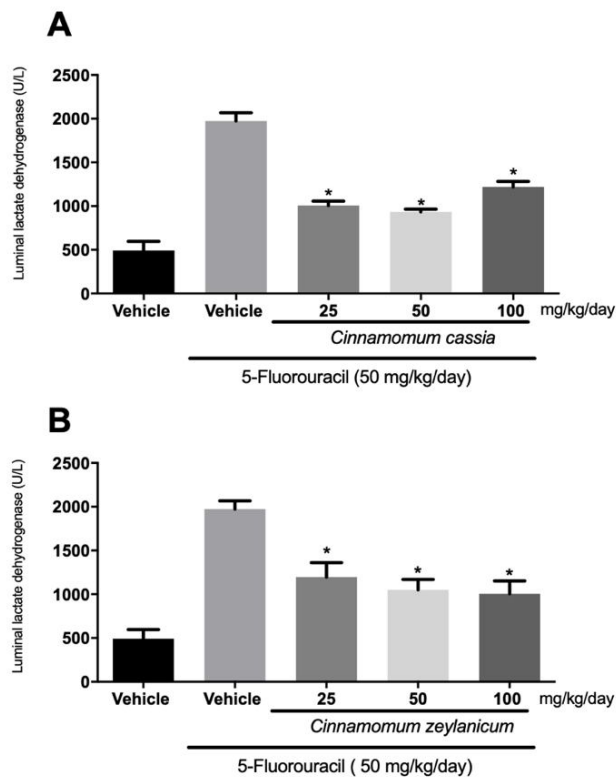 A
Luminal lactate dehydrogenase (U/L)
2500
2000
1500
1000
500
0
* * *
Vehicle Vehicle 25 50 100 mg/kg/day
Cinnamomum cassia
5-Fluorouracil (50 mg/kg/day)
B
Luminal lactate dehydrogenase (U/L)
2500
2000
1500
1000
500
0
* * *
Vehicle Vehicle 25 50 100 mg/kg/day
Cinnamomum zeylanicum
5-Fluorouracil ( 50 mg/kg/day)